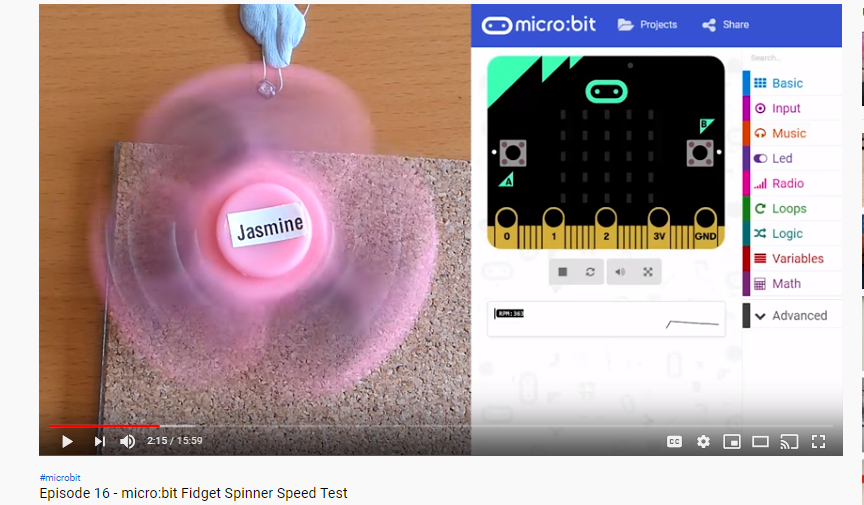 micro:bit
Projects
Share
Search...
Jasmine
A
B
0
1
2
3V
GND
Basic
Input
Music
Led
Radio
Loops
Logic
Variables
Math
Advanced
RPM:363
2:15 / 15:59
CC
#microbit
Episode 16 - micro:bit Fidget Spinner Speed Test